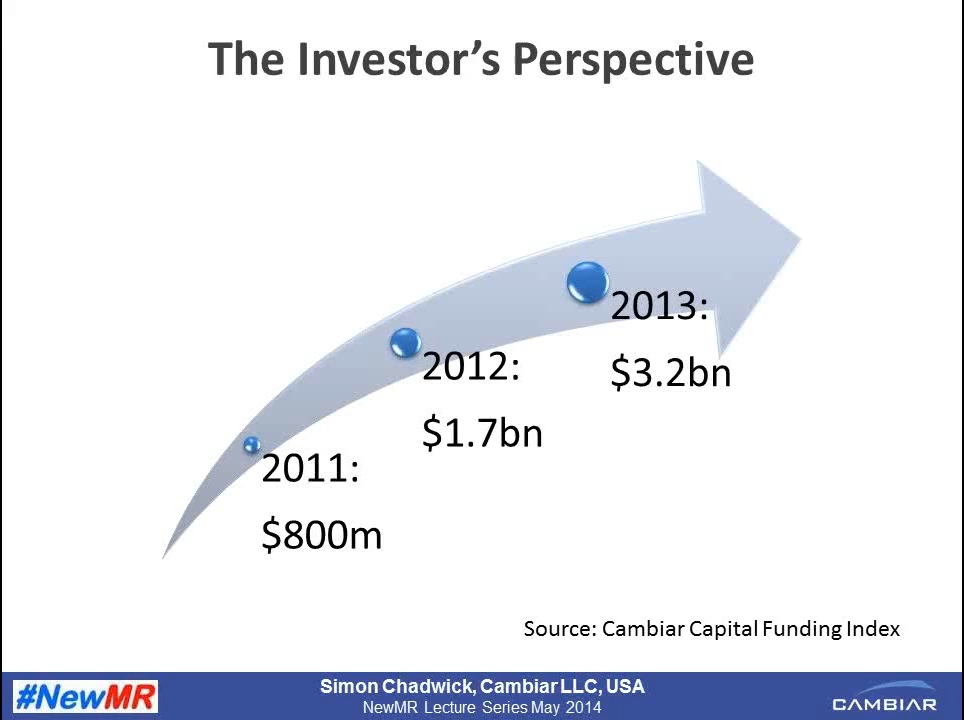 The Investor's Perspective
2013:
$3.2bn
2012:
$1.7bn
2011:
$800m
Source: Cambiar Capital Funding Index
#NewMR
Simon Chadwick, Cambiar LLC, USA
NewMR Lecture Series May 2014
CAMBIAR